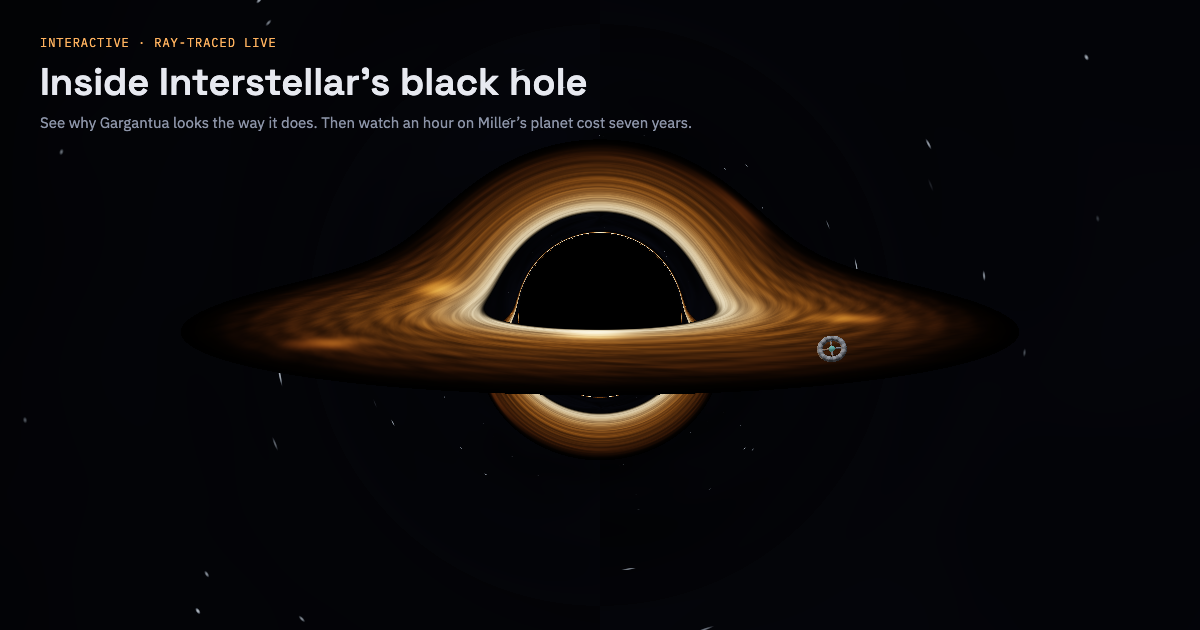 INTERACTIVE · RAY-TRACED LIVE
Inside Interstellar’s black hole
See why Gargantua looks the way it does. Then watch an hour on Miller’s planet cost seven years.